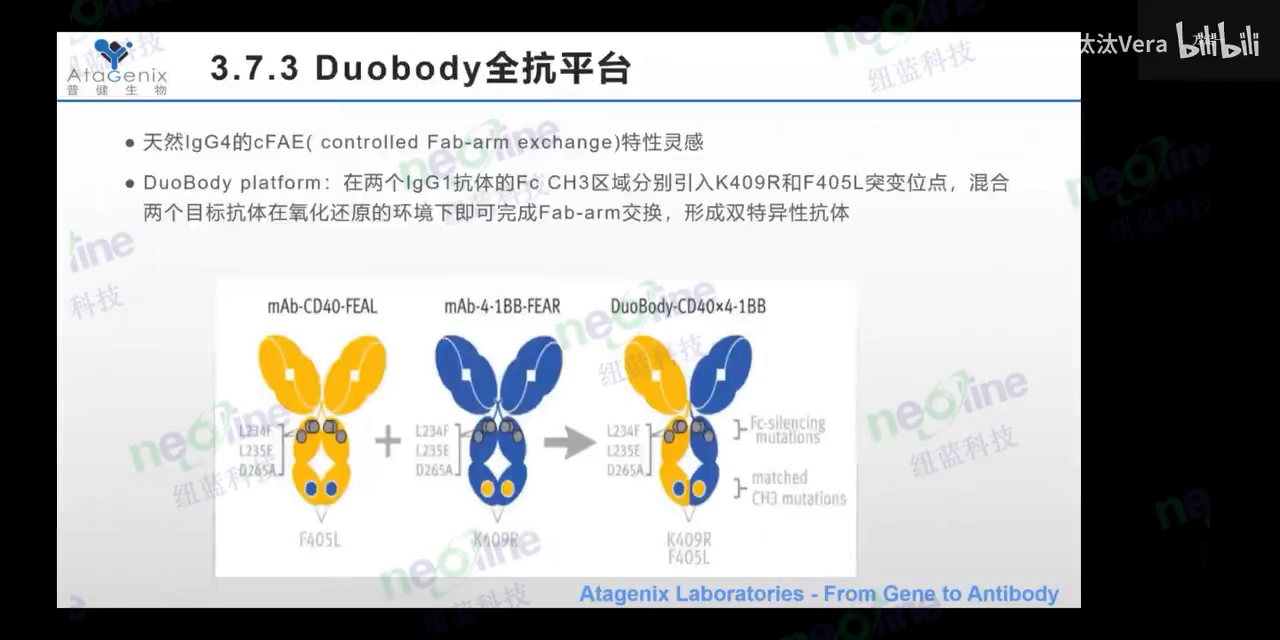 汰汰Vera bilibili
AtaGenix
普健生物
3.7.3 Duobody全抗平台
天然IgG4的cFAE( controlled Fab-arm exchange)特性灵感
DuoBody platform：在两个IgG1抗体的Fc CH3区域分别引入K409R和F405L突变位点，混合
两个目标抗体在氧化还原的环境下即可完成Fab-arm交换，形成双特异性抗体
mAb-CD40-FEAL
mAb-4-1BB-FEAR
DuoBody-CD40×4-1BB
L234F
L235E
D265A
L234F
L235E
D265A
L234F
L235E
D265A
Fc-silencing
mutations
matched
CH3 mutations
F405L
K409R
K409R
F405L
Atagenix Laboratories - From Gene to Antibody
neoline
纽蓝科技